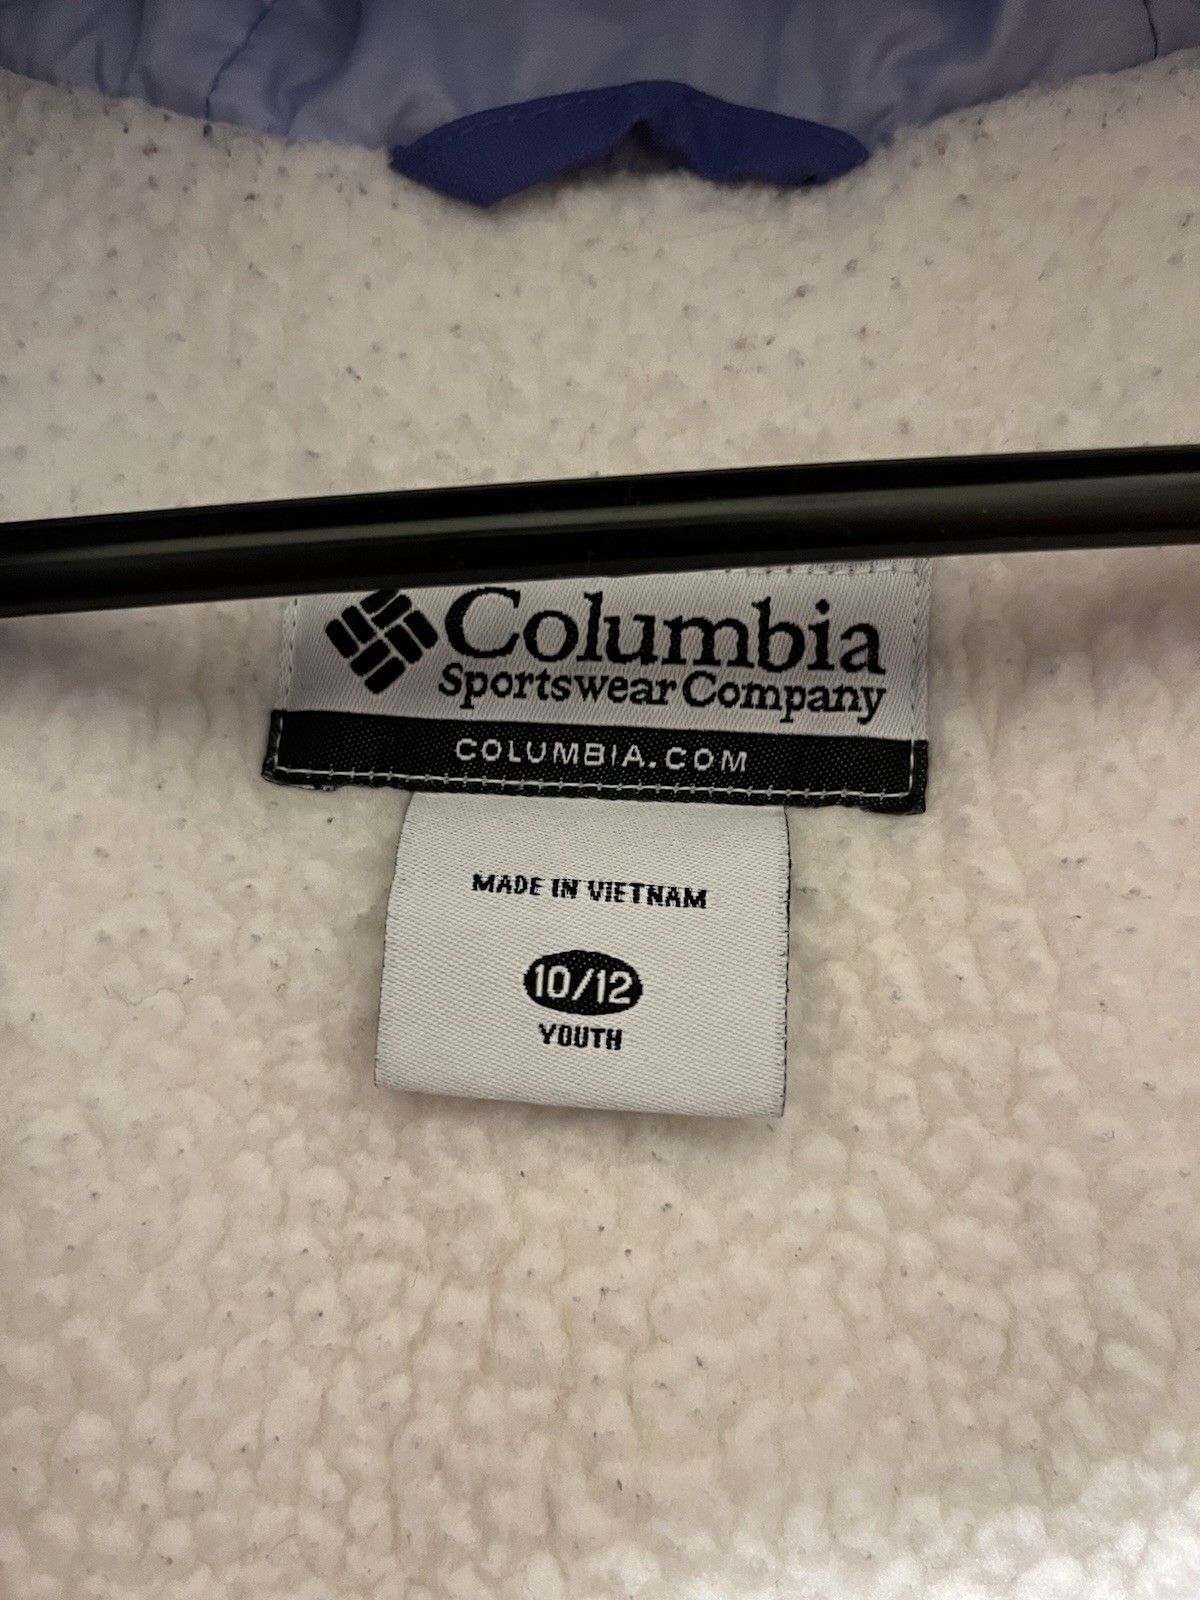 Columbia
Sportswear Company
COLUMBIA.COM
MADE IN VIETNAM
10/12
YOUTH